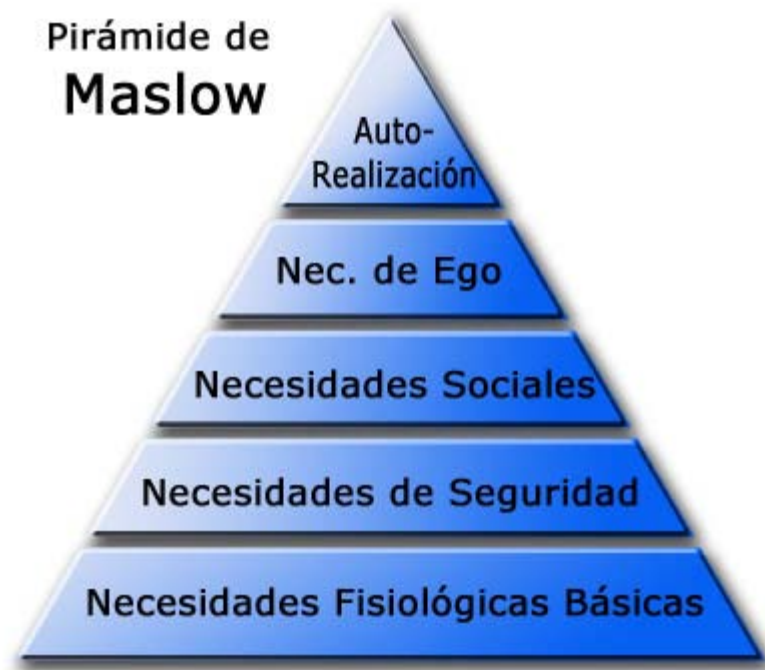 Pirámide de
Maslow
Auto-
Realización
Nec. de Ego
Necesidades Sociales
Necesidades de Seguridad
Necesidades Fisiológicas Básicas